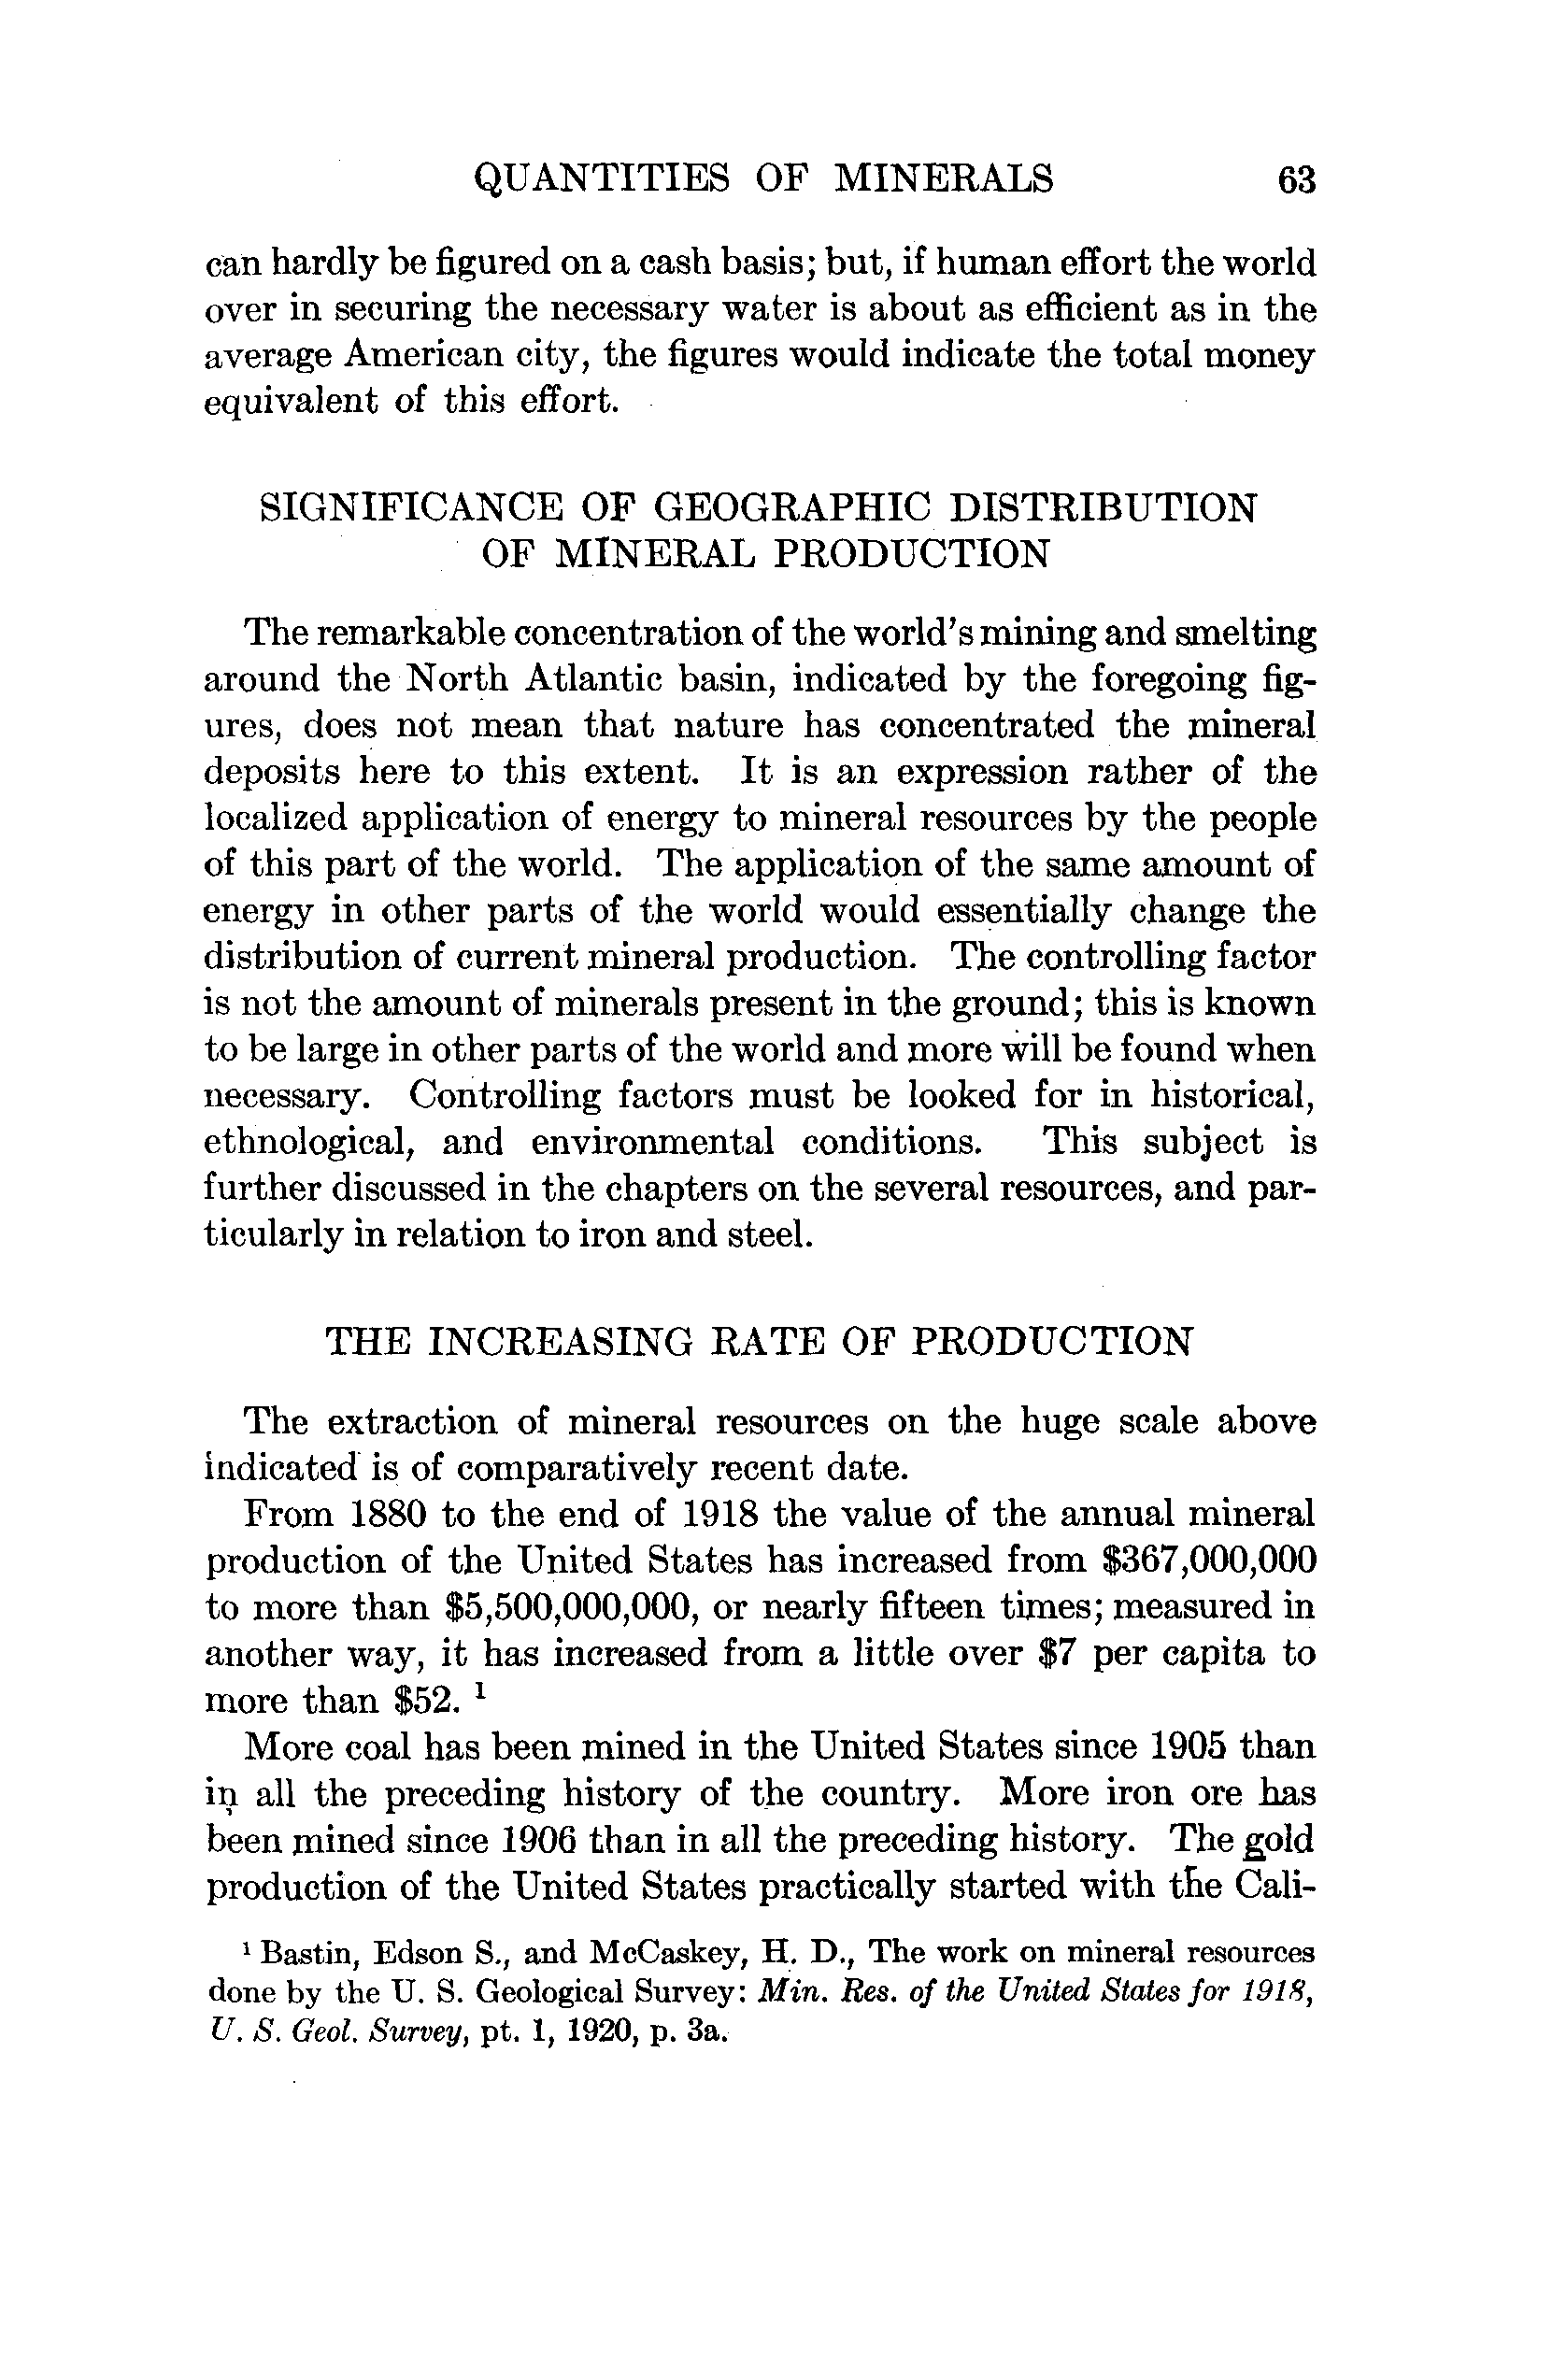 QUANTITIES OF MINERALS 63
can hardly be figured on a cash basis; but, if human effort the world
over in securing the necessary water is about as efficient as in the
average American city, the figures would indicate the total money
equivalent of this effort.
SIGNIFICANCE OF GEOGRAPHIC DISTRIBUTION
OF MINERAL PRODUCTION
The remarkable concentration of the world's mining and smelting
around the North Atlantic basin, indicated by the foregoing fig-
ures, does not mean that nature has concentrated the mineral
deposits here to this extent. It is an expression rather of the
localized application of energy to mineral resources by the people
of this part of the world. The application of the same amount of
energy in other parts of the world would essentially change the
distribution of current mineral production. The controlling factor
is not the amount of minerals present in the ground; this is known
to be large in other parts of the world and more will be found when
necessary. Controlling factors must be looked for in historical,
ethnological, and environmental conditions. This subject is
further discussed in the chapters on the several resources, and par-
ticularly in relation to iron and steel.
THE INCREASING RATE OF PRODUCTION
The extraction of mineral resources on the huge scale above
indicated is of comparatively recent date.
From 1880 to the end of 1918 the value of the annual mineral
production of the United States has increased from $367,000,000
to more than $5,500,000,000, or nearly fifteen times; measured in
another way, it has increased from a little over $7 per capita to
more than $52. ¹
More coal has been mined in the United States since 1905 than
in all the preceding history of the country. More iron ore has
been mined since 1906 than in all the preceding history. The gold
production of the United States practically started with the Cali-
¹ Bastin, Edson S., and McCaskey, H. D., The work on mineral resources
done by the U. S. Geological Survey: Min. Res. of the United States for 1918,
U. S. Geol. Survey, pt. 1, 1920, p. 3a.